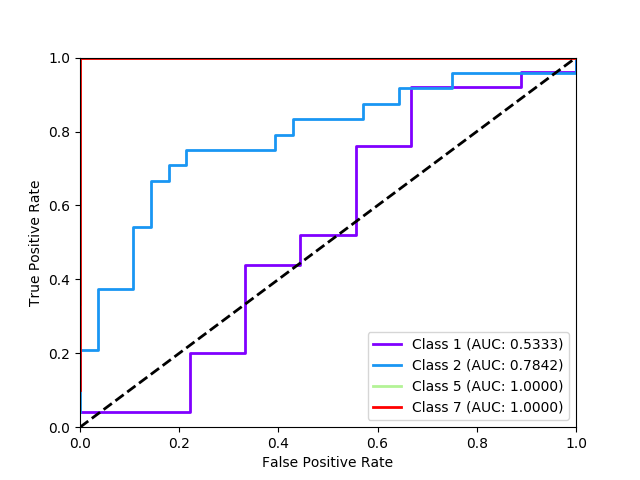 1.0
0.8
0.6
0.4
0.2
0.0
True Positive Rate
Class 1 (AUC: 0.5333)
Class 2 (AUC: 0.7842)
Class 5 (AUC: 1.0000)
Class 7 (AUC: 1.0000)
0.0 0.2 0.4 0.6 0.8 1.0
False Positive Rate